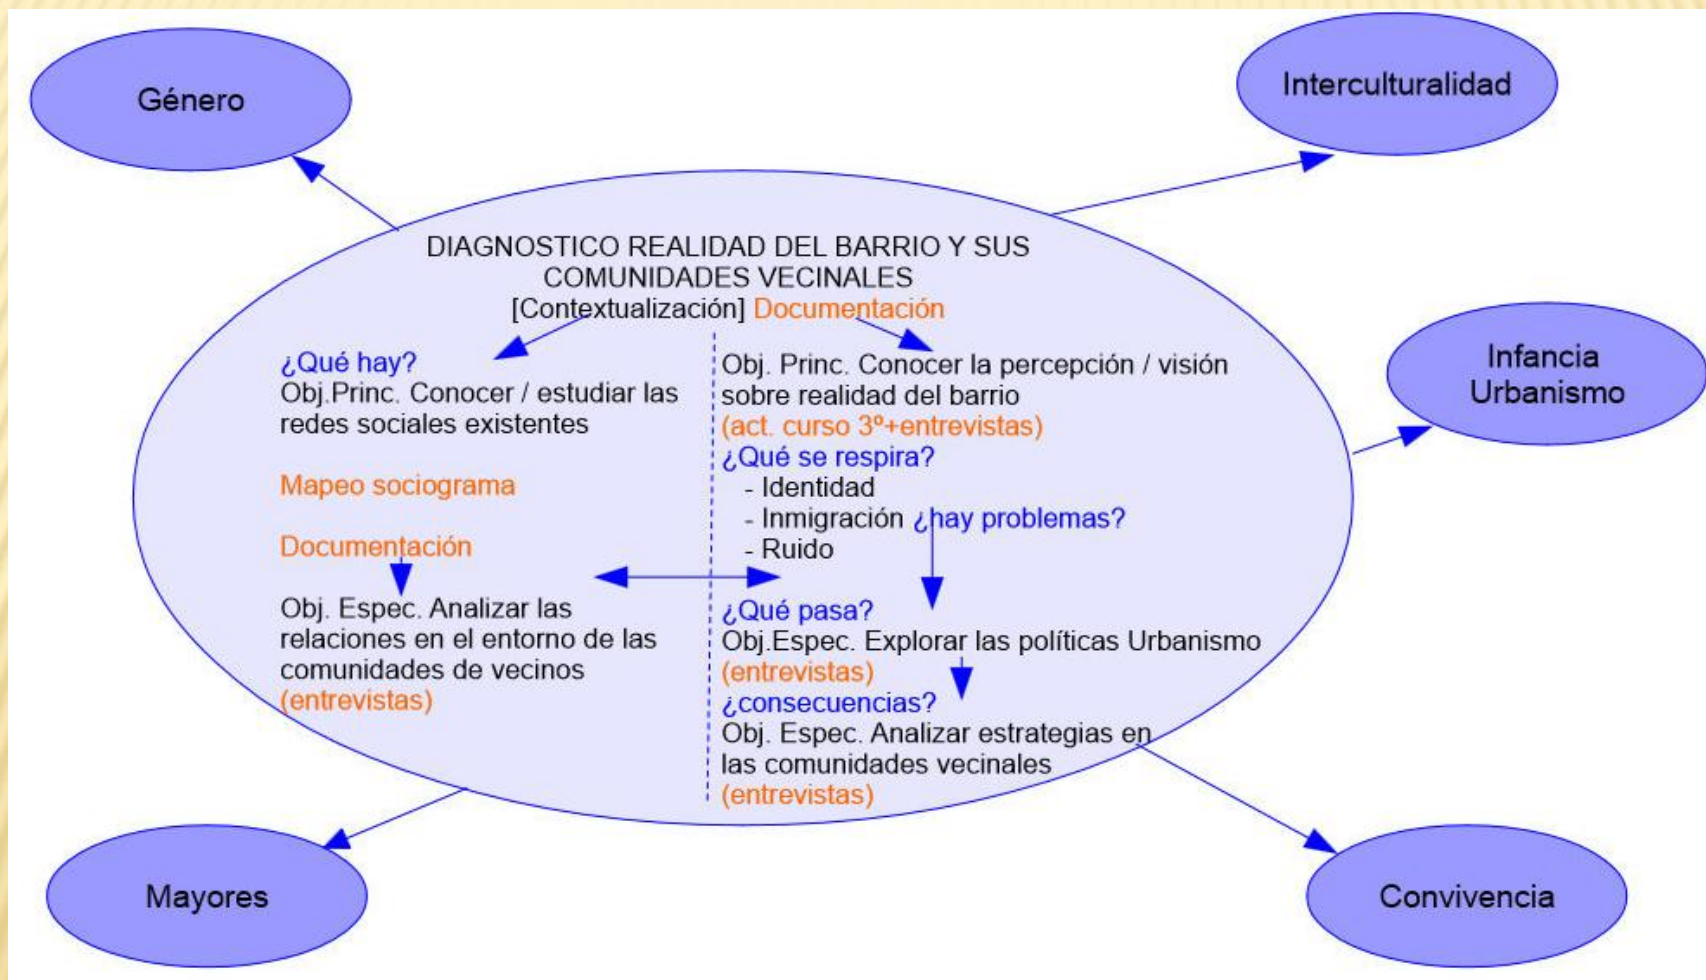 Género
Interculturalidad
DIAGNOSTICO REALIDAD DEL BARRIO Y SUS
COMUNIDADES VECINALES
[Contextualización] Documentación
¿Qué hay?
Obj.Princ. Conocer / estudiar las
redes sociales existentes
Mapeo sociograma
Documentación
Obj. Espec. Analizar las
relaciones en el entorno de las
comunidades de vecinos
(entrevistas)
Obj. Princ. Conocer la percepción / visión
sobre realidad del barrio
(act. curso 3º+entrevistas)
¿Qué se respira?
- Identidad
- Inmigración ¿hay problemas?
- Ruido
¿Qué pasa?
Obj.Espec. Explorar las políticas Urbanismo
(entrevistas)
¿consecuencias?
Obj. Espec. Analizar estrategias en
las comunidades vecinales
(entrevistas)
Infancia
Urbanismo
Mayores
Convivencia